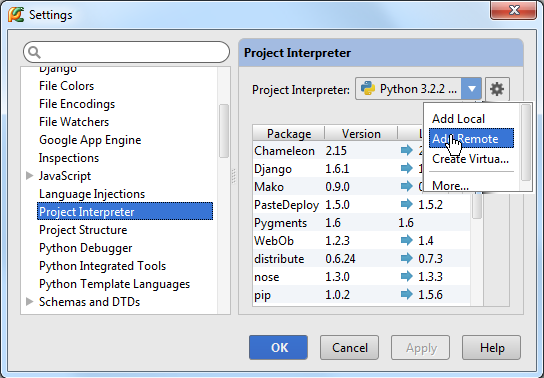 Settings
Django
File Colors
File Encodings
File Watchers
Google App Engine
Inspections
JavaScript
Language Injections
Project Interpreter
Project Structure
Python Debugger
Python Integrated Tools
Python Template Languages
Schemas and DTDs
Project Interpreter
Project Interpreter: Python 3.2.2 ...
Add Local
Add Remote
Create Virtua...
More...
Package Version L
Chameleon 2.15 2
Django 1.6.1 1
Mako 0.9.0 0
PasteDeploy 1.5.0 1.5.2
Pygments 1.6 1.6
WebOb 1.2.3 1.4
distribute 0.6.24 0.7.3
nose 1.3.0 1.3.3
pip 1.0.2 1.5.6
OK Cancel Apply Help